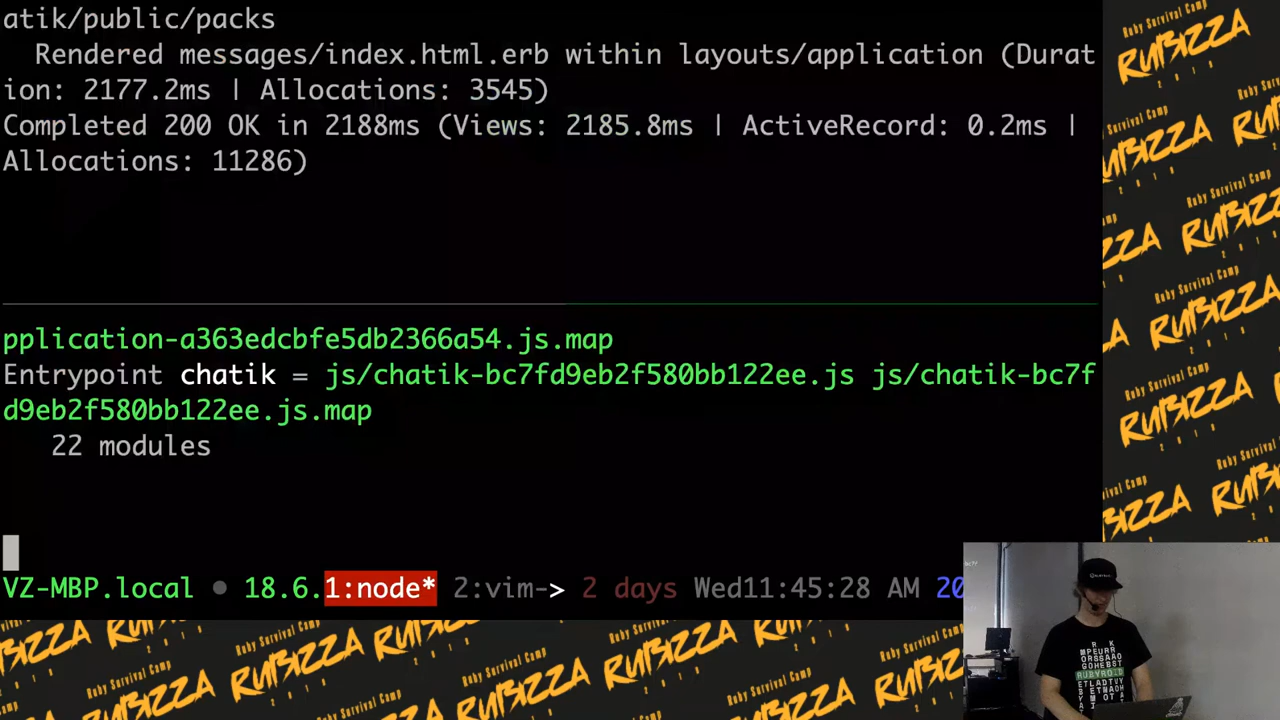 atik/public/packs
Rendered messages/index.html.erb within layouts/application (Durat
ion: 2177.2ms | Allocations: 3545)
Completed 200 OK in 2188ms (Views: 2185.8ms | ActiveRecord: 0.2ms |
Allocations: 11286)
pplication-a363edcbfe5db2366a54.js.map
Entrypoint chatik = js/chatik-bc7fd9eb2f580bb122ee.js js/chatik-bc7f
d9eb2f580bb122ee.js.map
22 modules
VZ-MBP.local ● 18.6.1:node* 2:vim-> 2 days Wed11:45:28 AM 20
Ruby Survival Camp
RUBIZZA
2019
RUBYROID